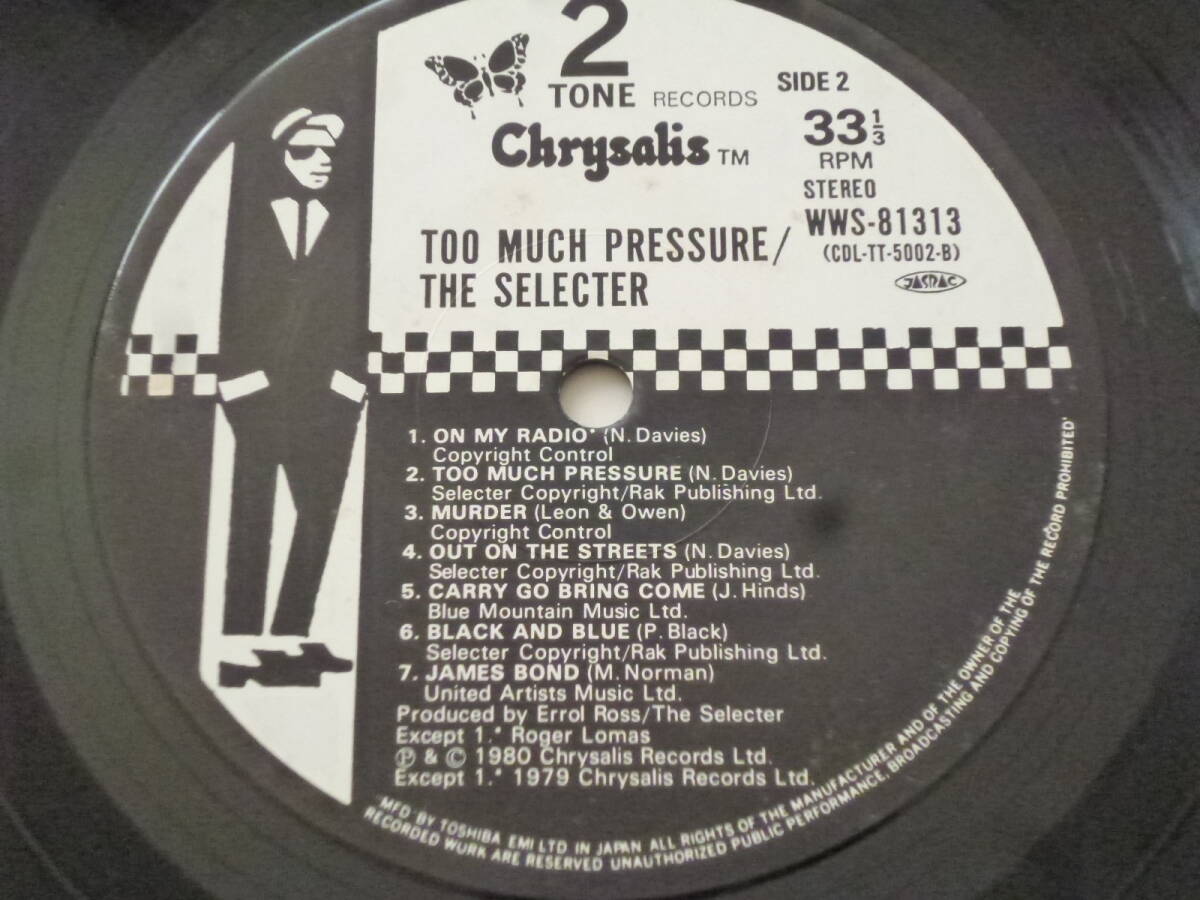 2
TONE RECORDS
Chrysalis TM
SIDE 2
33 1/3
RPM
STEREO
WWS-81313
(CDL-TT-5002-B)
JASRAC
TOO MUCH PRESSURE/
THE SELECTER
1. ON MY RADIO* (N. Davies)
Copyright Control
2. TOO MUCH PRESSURE (N. Davies)
Selecter Copyright/Rak Publishing Ltd.
3. MURDER (Leon & Owen)
Copyright Control
4. OUT ON THE STREETS (N. Davies)
Selecter Copyright/Rak Publishing Ltd.
5. CARRY GO BRING COME (J. Hinds)
Blue Mountain Music Ltd.
6. BLACK AND BLUE (P. Black)
Selecter Copyright/Rak Publishing Ltd.
7. JAMES BOND (M. Norman)
United Artists Music Ltd.
Produced by Errol Ross/The Selecter
Except 1.* Roger Lomas
Ⓟ & © 1980 Chrysalis Records Ltd.
Except 1.* 1979 Chrysalis Records Ltd.
MFD BY TOSHIBA EMI LTD IN JAPAN ALL RIGHTS OF THE MANUFACTURER AND OF THE OWNER OF THE
RECORDED WORK ARE RESERVED UNAUTHORIZED PUBLIC PERFORMANCE, BROADCASTING AND COPYING OF THE RECORD PROHIBITED'